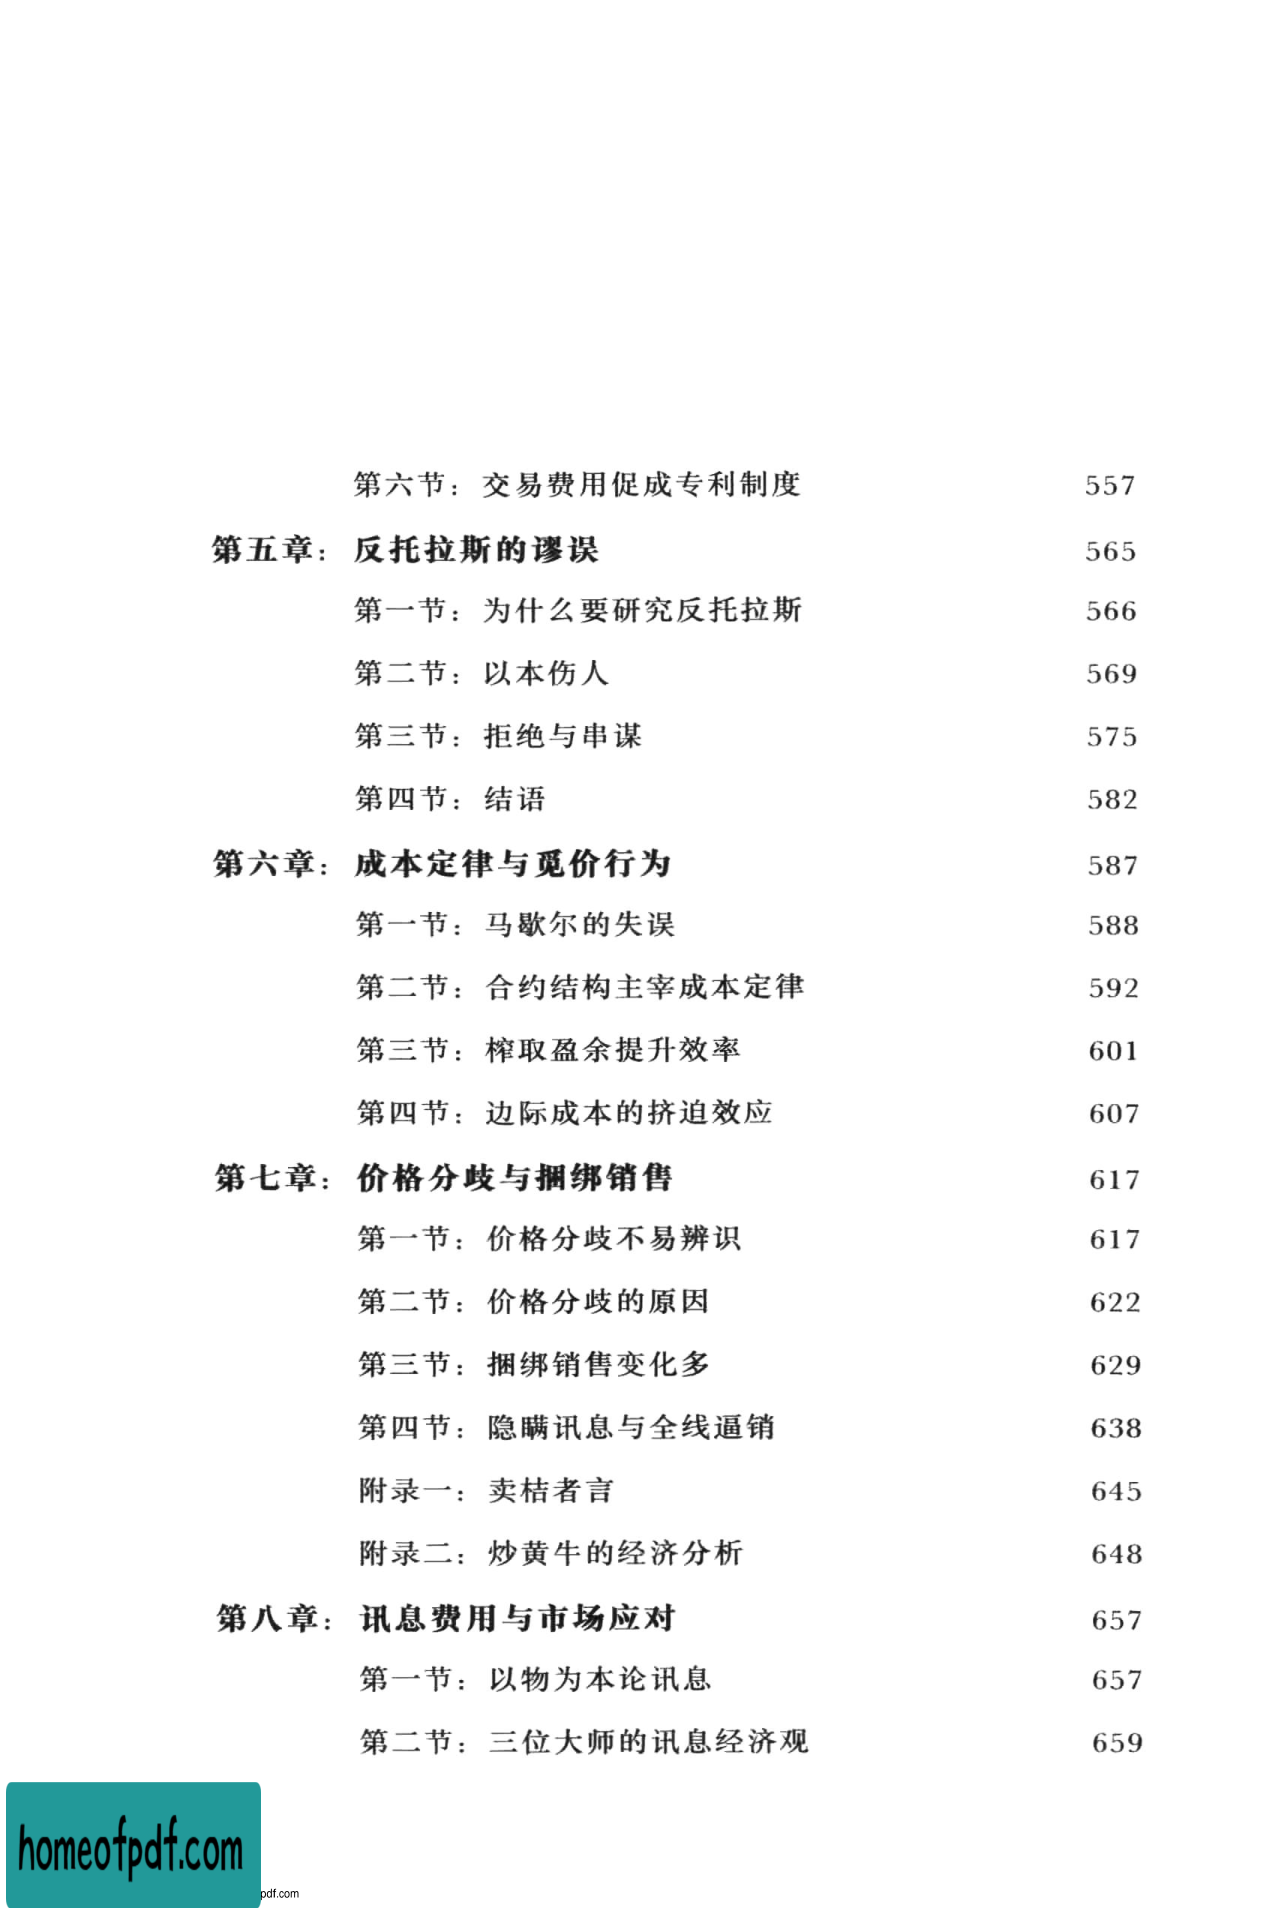 第六节：交易费用促成专利制度 557
第五章：反托拉斯的谬误 565
第一节：为什么要研究反托拉斯 566
第二节：以本伤人 569
第三节：拒绝与串谋 575
第四节：结语 582
第六章：成本定律与觅价行为 587
第一节：马歇尔的失误 588
第二节：合约结构主宰成本定律 592
第三节：榨取盈余提升效率 601
第四节：边际成本的挤迫效应 607
第七章：价格分歧与捆绑销售 617
第一节：价格分歧不易辨识 617
第二节：价格分歧的原因 622
第三节：捆绑销售变化多 629
第四节：隐瞒讯息与全线逼销 638
附录一：卖桔者言 645
附录二：炒黄牛的经济分析 648
第八章：讯息费用与市场应对 657
第一节：以物为本论讯息 657
第二节：三位大师的讯息经济观 659
homeofpdf.com
pdf.com